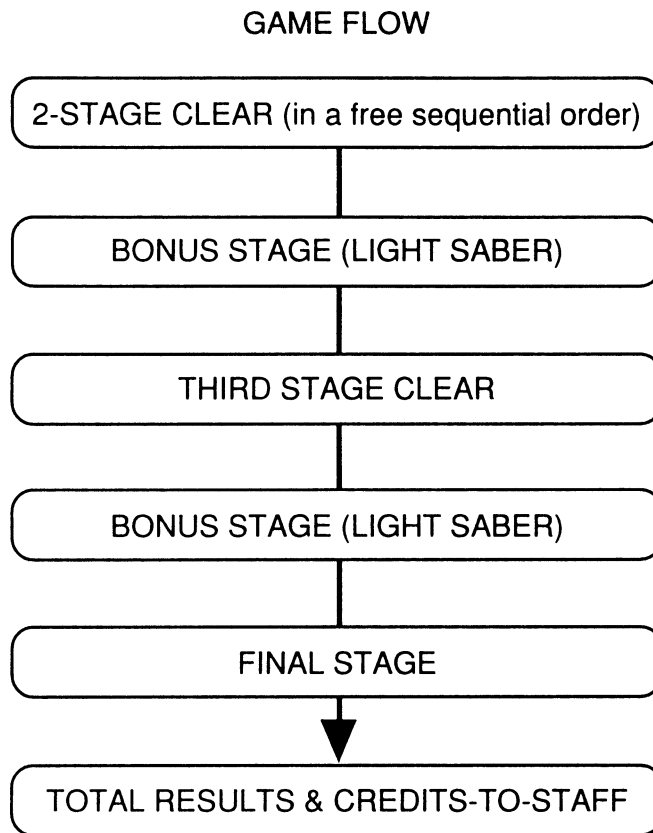 GAME FLOW
2-STAGE CLEAR (in a free sequential order)
BONUS STAGE (LIGHT SABER)
THIRD STAGE CLEAR
BONUS STAGE (LIGHT SABER)
FINAL STAGE
TOTAL RESULTS & CREDITS-TO-STAFF